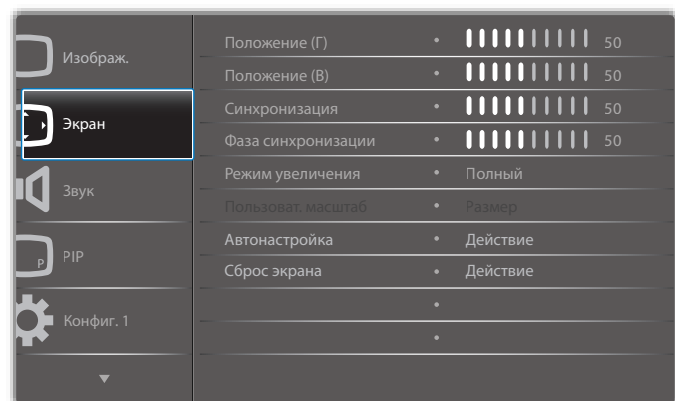 Изображ.
Экран
Звук
P
PIP
Конфиг. 1
Положение (Г) • 50
Положение (В) • 50
Синхронизация • 50
Фаза синхронизации • 50
Режим увеличения • Полный
Пользоват. масштаб • Размер
Автонастройка • Действие
Сброс экрана • Действие
•
•